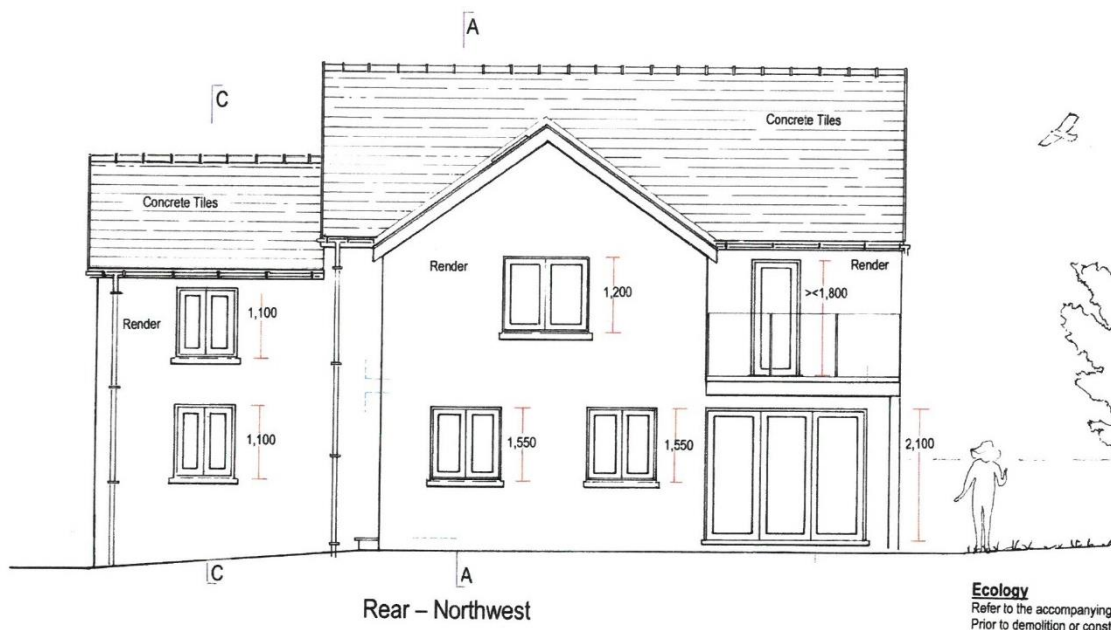 A
C
Concrete Tiles
Concrete Tiles
Render
Render
1,200
><1,800
1,100
Render
1,100
1,550
1,550
2,100
C
A
Rear – Northwest
Ecology
Refer to the accompanying
Prior to demolition or const